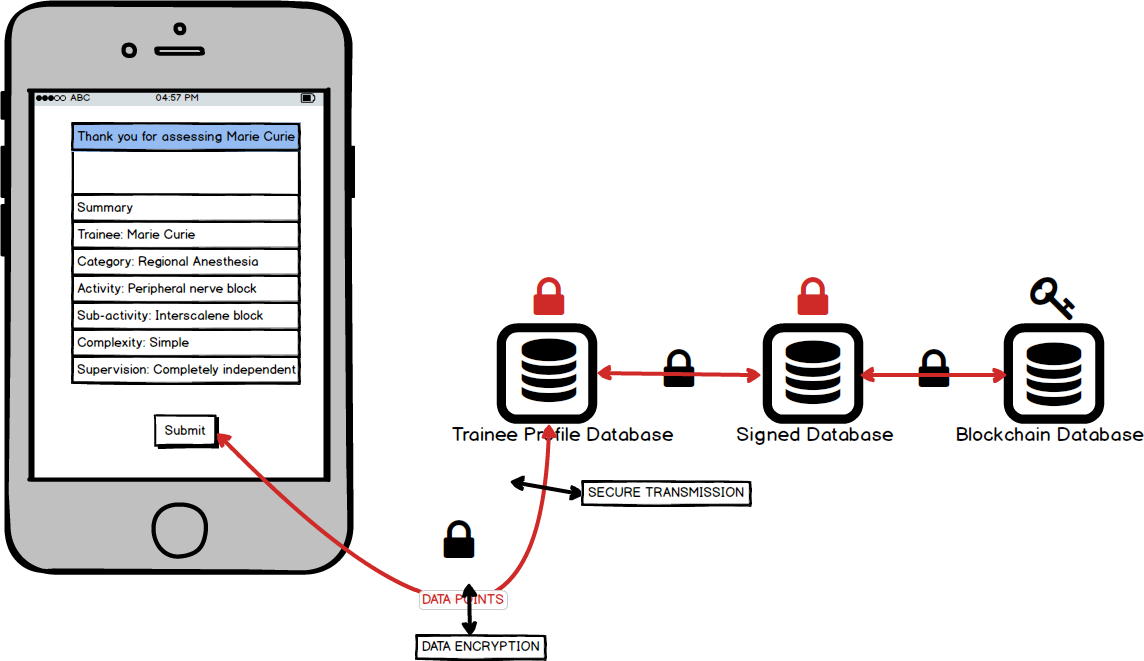 ABC
04:57 PM
Thank you for assessing Marie Curie
Summary
Trainee: Marie Curie
Category: Regional Anesthesia
Activity: Peripheral nerve block
Sub-activity: Interscalene block
Complexity: Simple
Supervision: Completely independent
Submit
Trainee Profile Database
Signed Database
Blockchain Database
SECURE TRANSMISSION
DATA POINTS
DATA ENCRYPTION